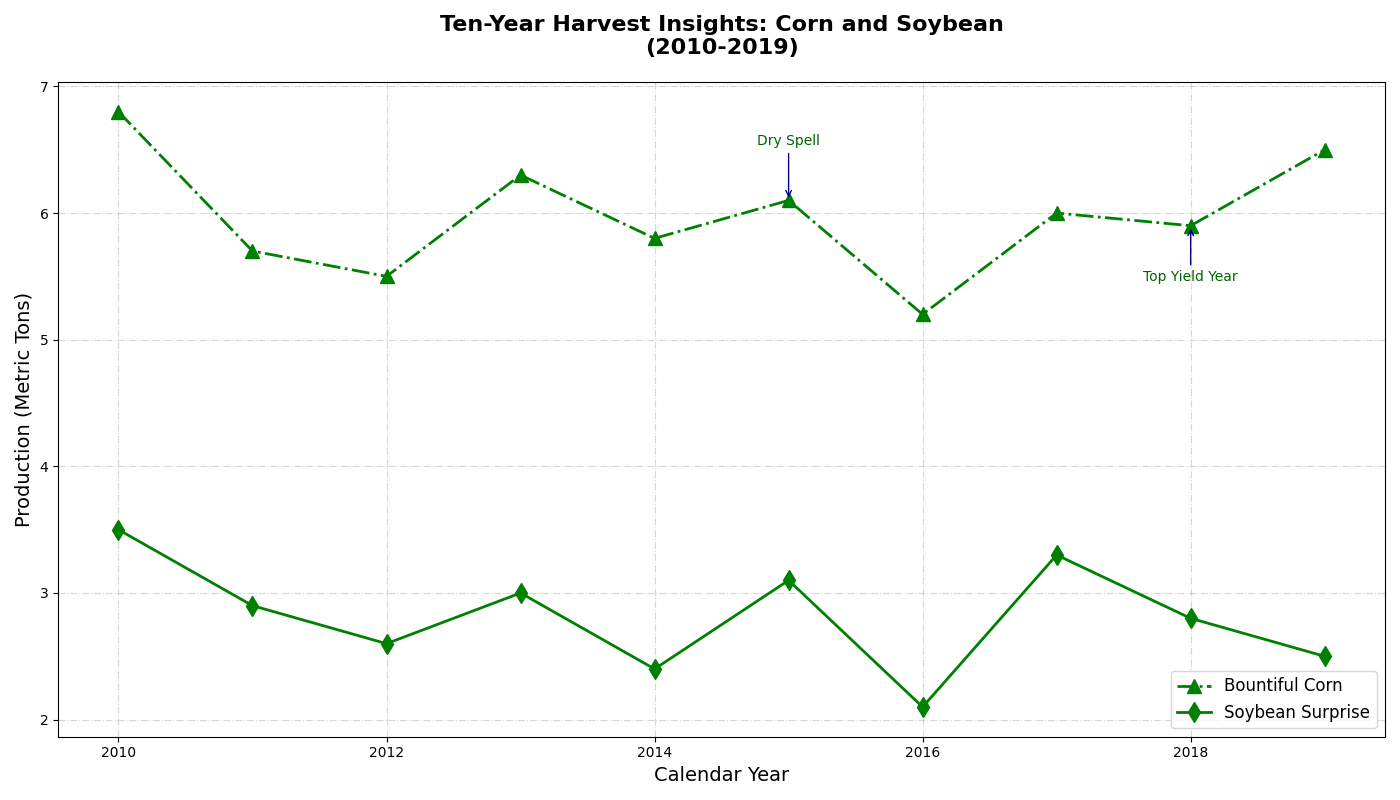 Ten-Year Harvest Insights: Corn and Soybean
(2010-2019)
Production (Metric Tons)
7
6
5
4
3
2
Dry Spell
Top Yield Year
Bountiful Corn
Soybean Surprise
2010
2012
2014
2016
2018
Calendar Year